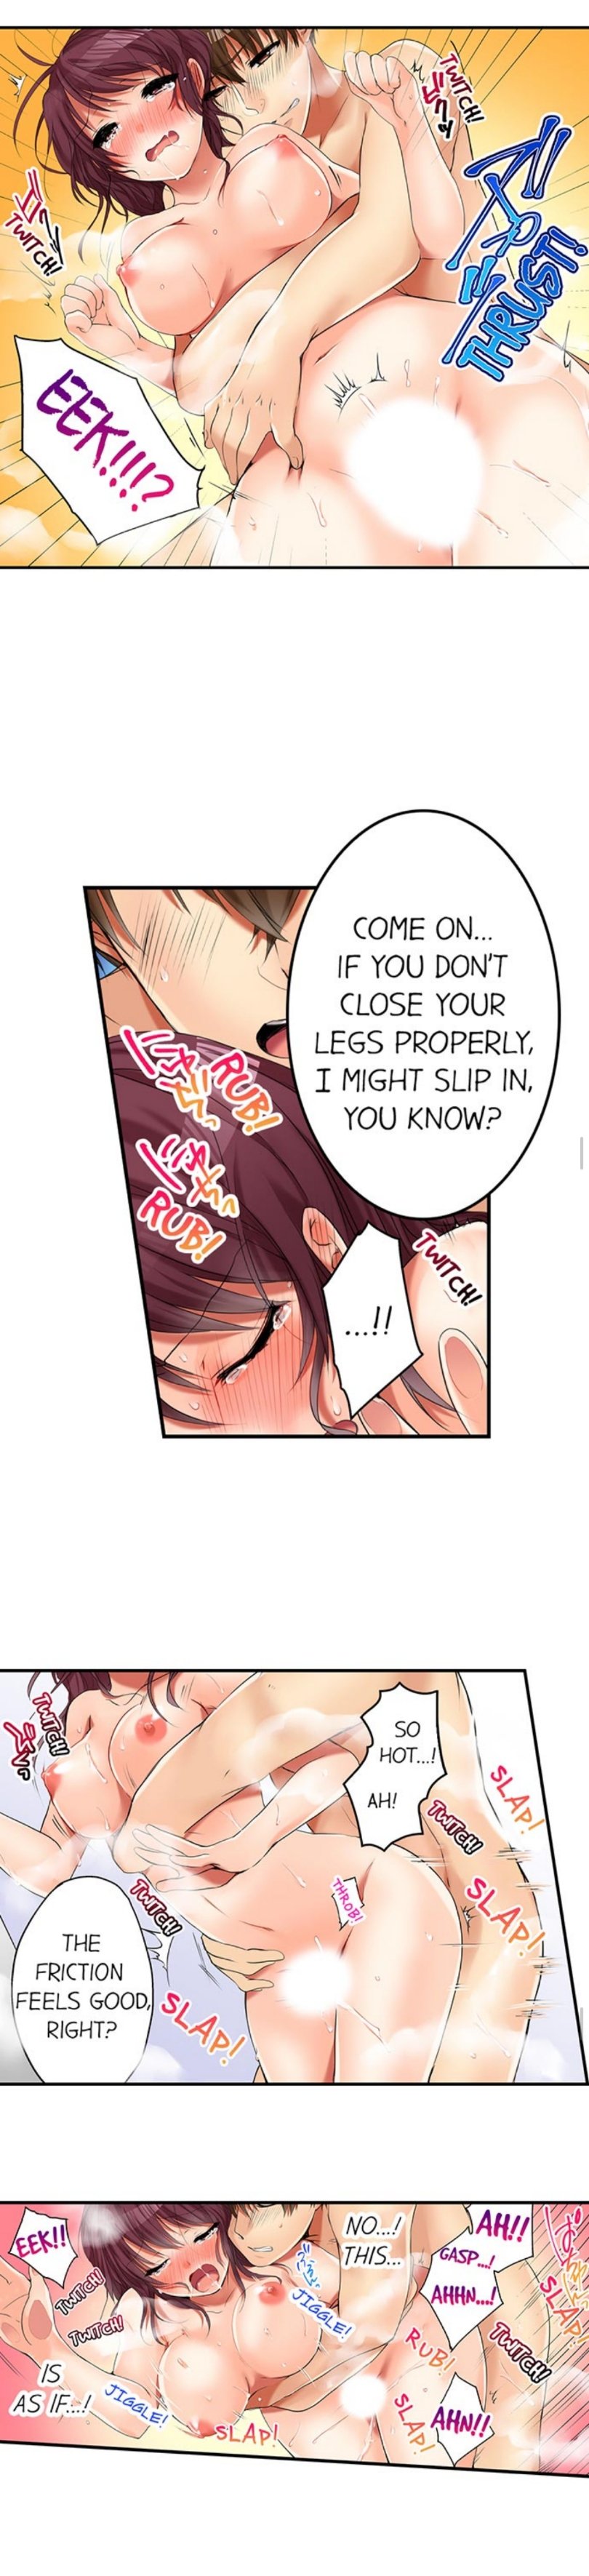 TWITCH!
TWITCH!
THRUST!
EEK!!!?
COME ON...
IF YOU DON'T
CLOSE YOUR
LEGS PROPERLY,
I MIGHT SLIP IN,
YOU KNOW?
RUB!
RUB!
TWITCH!
...!!
TWITCH!
SO
HOT...!
AH!
SLAP!
TWITCH!
SLAP!
THROB!
TWITCH!
THE
FRICTION
FEELS GOOD,
RIGHT?
SLAP!
EEK!!
NO...!
THIS...
AH!!
GASP...!
AHHN...!
TWITCH!
TWITCH!
JIGGLE!
SLAP!
RUB!
TWITCH!
IS
AS IF...!
JIGGLE!
SLAP!
SLAP!
AHN!!